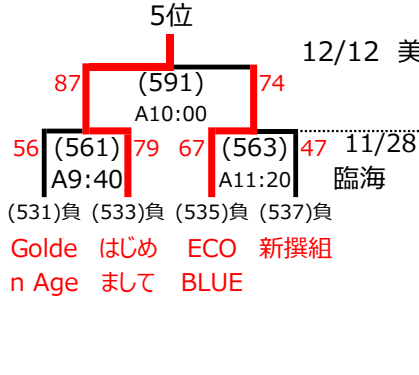 5位
12/12 美
87 (591) 74
A10:00
56 (561) 79 67 (563) 47 11/28
A9:40 A11:20 臨海
(531)負 (533)負 (535)負 (537)負
Golde はじめ ECO 新撰組
n Age まして BLUE